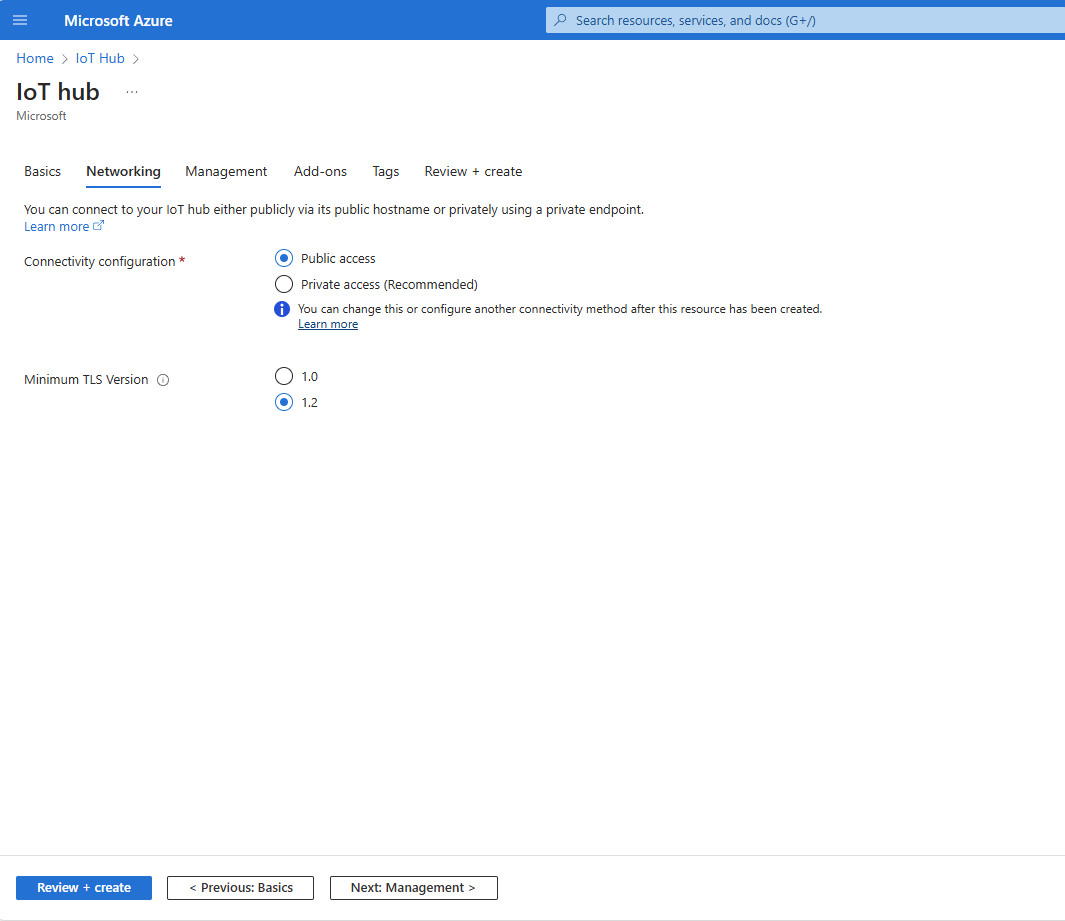 Microsoft Azure
Search resources, services, and docs (G+/)
Home > IoT Hub >
IoT hub ...
Microsoft
Basics Networking Management Add-ons Tags Review + create
You can connect to your IoT hub either publicly via its public hostname or privately using a private endpoint.
Learn more
Connectivity configuration *
Public access
Private access (Recommended)
You can change this or configure another connectivity method after this resource has been created.
Learn more
Minimum TLS Version
1.0
1.2
Review + create < Previous: Basics Next: Management >